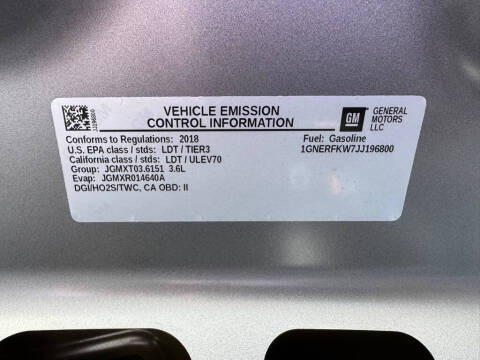 JJ196800
VEHICLE EMISSION
CONTROL INFORMATION
GM
GENERAL
MOTORS
LLC
Conforms to Regulations: 2018
Fuel: Gasoline
U.S. EPA class / stds: LDT / TIER3
1GNERFKW7JJ196800
California class / stds: LDT / ULEV70
Group: JGMXT03.6151 3.6L
Evap: JGMXR014640A
DGI/HO2S/TWC, CA OBD: II